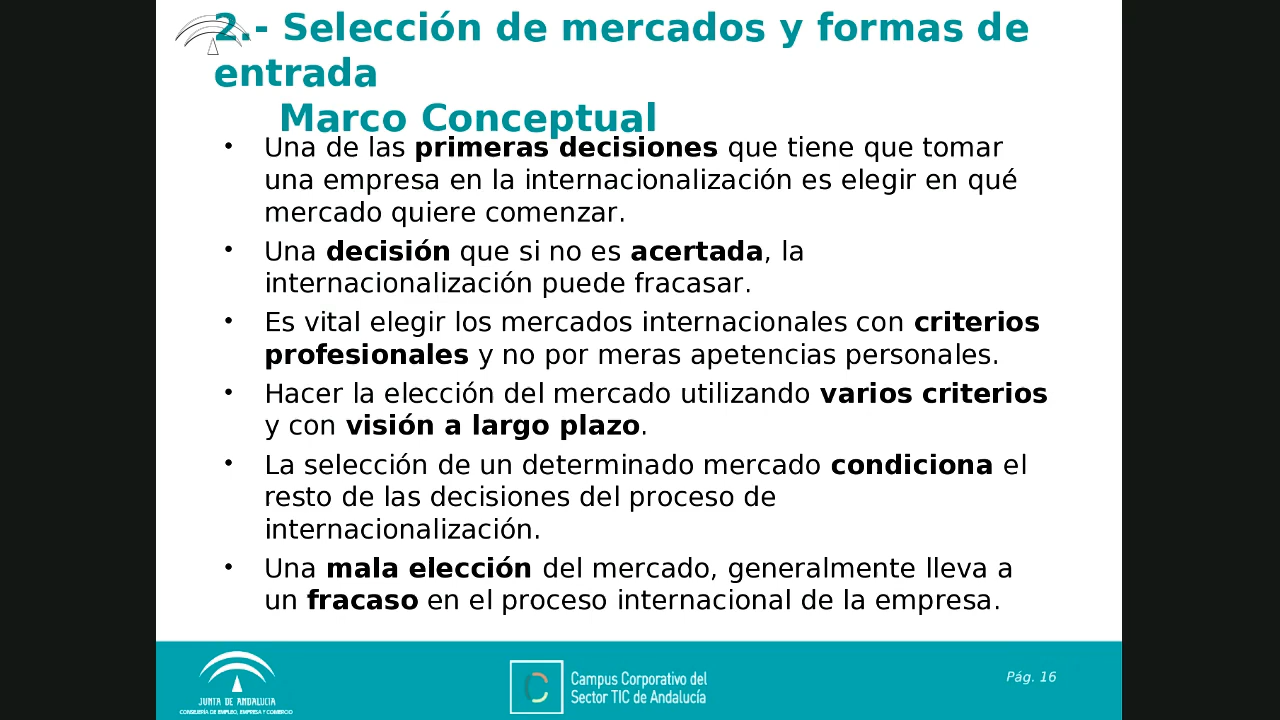 2.- Selección de mercados y formas de
entrada
Marco Conceptual
• Una de las primeras decisiones que tiene que tomar
una empresa en la internacionalización es elegir en qué
mercado quiere comenzar.
• Una decisión que si no es acertada, la
internacionalización puede fracasar.
• Es vital elegir los mercados internacionales con criterios
profesionales y no por meras apetencias personales.
• Hacer la elección del mercado utilizando varios criterios
y con visión a largo plazo.
• La selección de un determinado mercado condiciona el
resto de las decisiones del proceso de
internacionalización.
• Una mala elección del mercado, generalmente lleva a
un fracaso en el proceso internacional de la empresa.
JUNTA DE ANDALUCIA
CONSEJERÍA DE EMPLEO, EMPRESA Y COMERCIO
Campus Corporativo del
Sector TIC de Andalucía
Pág. 16